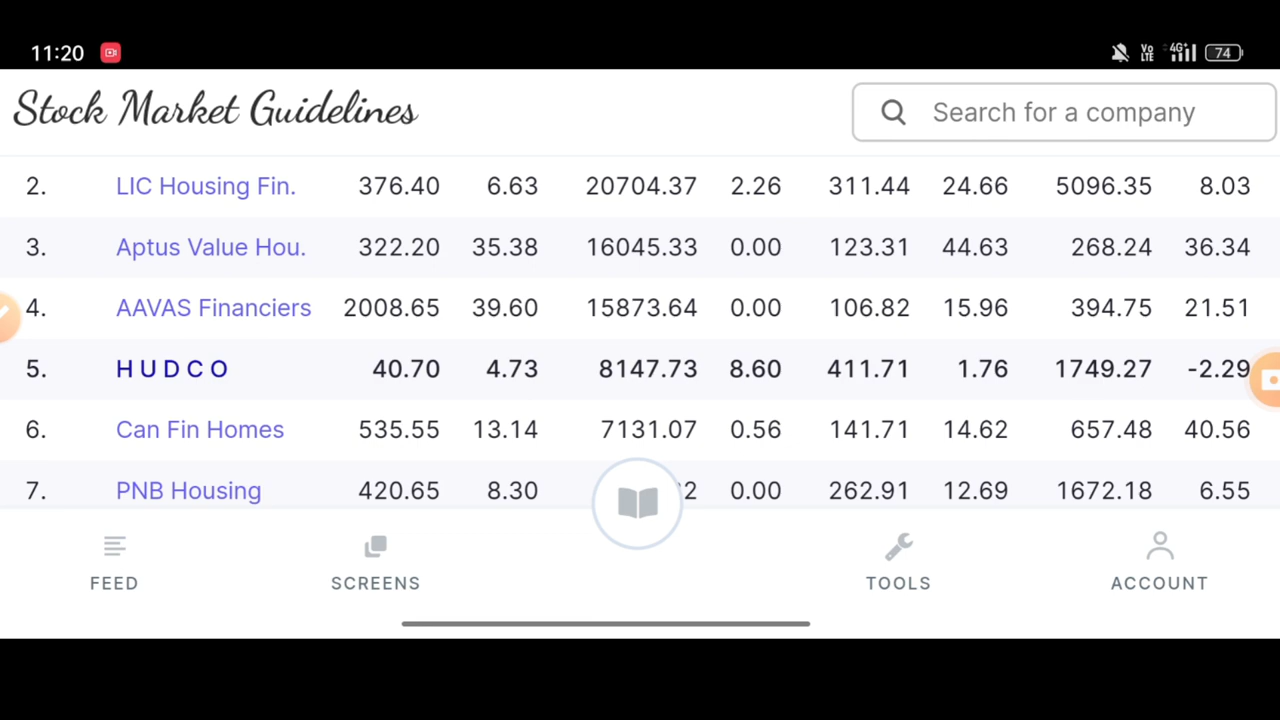 11:20 Vo LTE 4G+ 74
Stock Market Guidelines
Search for a company
2. LIC Housing Fin. 376.40 6.63 20704.37 2.26 311.44 24.66 5096.35 8.03
3. Aptus Value Hou. 322.20 35.38 16045.33 0.00 123.31 44.63 268.24 36.34
4. AAVAS Financiers 2008.65 39.60 15873.64 0.00 106.82 15.96 394.75 21.51
5. H U D C O 40.70 4.73 8147.73 8.60 411.71 1.76 1749.27 -2.29
6. Can Fin Homes 535.55 13.14 7131.07 0.56 141.71 14.62 657.48 40.56
7. PNB Housing 420.65 8.30 0.00 262.91 12.69 1672.18 6.55
FEED SCREENS TOOLS ACCOUNT